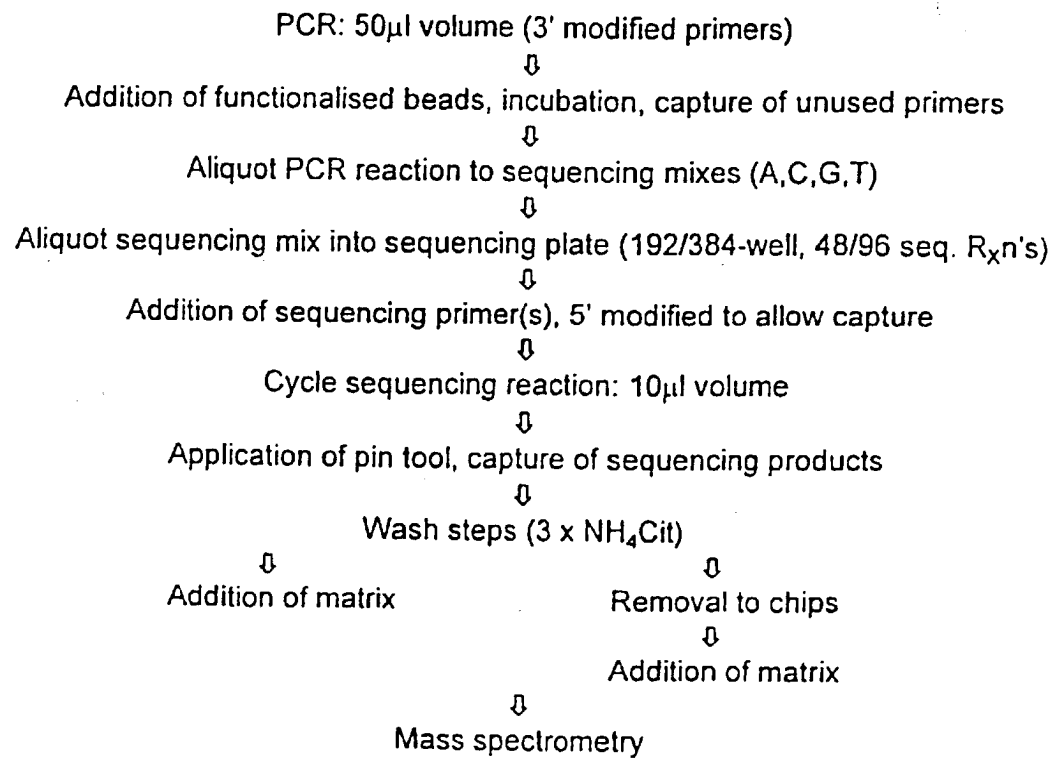 PCR: 50µl volume (3' modified primers)
⇩
Addition of functionalised beads, incubation, capture of unused primers
⇩
Aliquot PCR reaction to sequencing mixes (A,C,G,T)
⇩
Aliquot sequencing mix into sequencing plate (192/384-well, 48/96 seq. RₓN's)
⇩
Addition of sequencing primer(s), 5' modified to allow capture
⇩
Cycle sequencing reaction: 10µl volume
⇩
Application of pin tool, capture of sequencing products
⇩
Wash steps (3 x NH₄Cit)
⇩ ⇩
Addition of matrix Removal to chips
⇩
Addition of matrix
⇩
Mass spectrometry